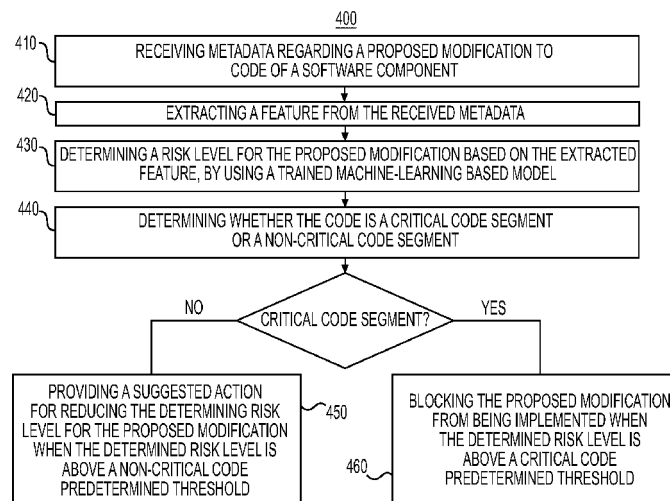 400
410
RECEIVING METADATA REGARDING A PROPOSED MODIFICATION TO
CODE OF A SOFTWARE COMPONENT
420
EXTRACTING A FEATURE FROM THE RECEIVED METADATA
430
DETERMINING A RISK LEVEL FOR THE PROPOSED MODIFICATION BASED ON THE EXTRACTED
FEATURE, BY USING A TRAINED MACHINE-LEARNING BASED MODEL
440
DETERMINING WHETHER THE CODE IS A CRITICAL CODE SEGMENT
OR A NON-CRITICAL CODE SEGMENT
NO
CRITICAL CODE SEGMENT?
YES
PROVIDING A SUGGESTED ACTION
FOR REDUCING THE DETERMINING RISK
LEVEL FOR THE PROPOSED MODIFICATION
WHEN THE DETERMINED RISK LEVEL IS
ABOVE A NON-CRITICAL CODE
PREDETERMINED THRESHOLD
450
BLOCKING THE PROPOSED MODIFICATION
FROM BEING IMPLEMENTED WHEN
THE DETERMINED RISK LEVEL IS
ABOVE A CRITICAL CODE
PREDETERMINED THRESHOLD
460